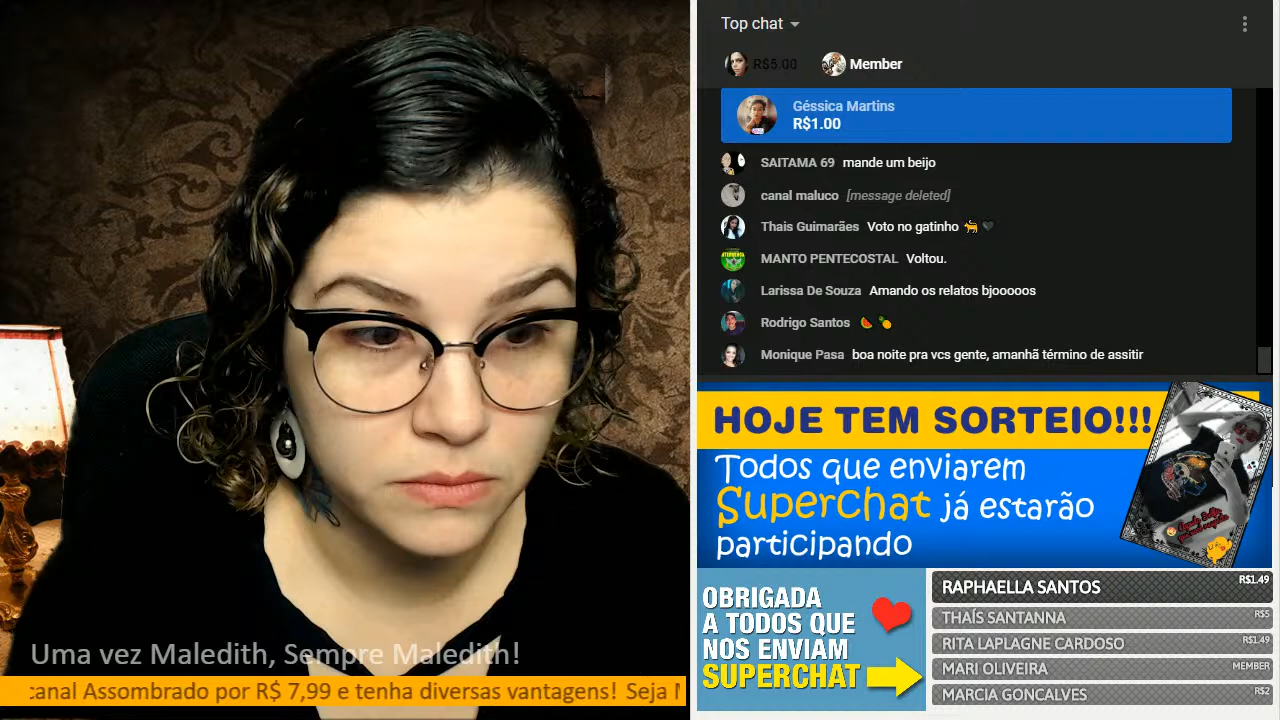 Top chat
R$5.00
Member
Géssica Martins
R$1.00
SAITAMA 69 mande um beijo
canal maluco [message deleted]
Thais Guimarães Voto no gatinho 🐈🖤
MANTO PENTECOSTAL Voltou.
Larissa De Souza Amando os relatos bjooooos
Rodrigo Santos 🍉🍍
Monique Pasa boa noite pra vcs gente, amanhã término de assitir
HOJE TEM SORTEIO!!!
Todos que enviarem
Superchat já estarão
participando
OBRIGADA
A TODOS QUE
NOS ENVIAM
SUPERCHAT
RAPHAELLA SANTOS R$1.49
THAÍS SANTANNA R$5
RITA LAPLAGNE CARDOSO R$1.49
MARI OLIVEIRA MEMBER
MARCIA GONCALVES R$2
Uma vez Maledith, Sempre Maledith!
canal Assombrado por R$ 7,99 e tenha diversas vantagens! Seja